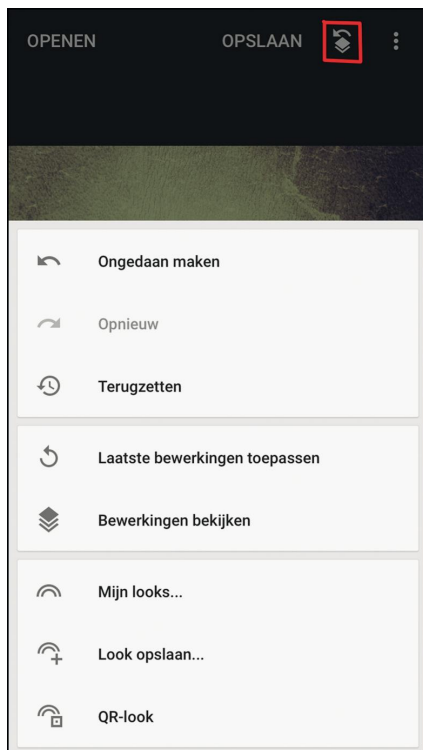 OPENEN OPSLAAN
Ongedaan maken
Opnieuw
Terugzetten
Laatste bewerkingen toepassen
Bewerkingen bekijken
Mijn looks...
Look opslaan...
QR-look